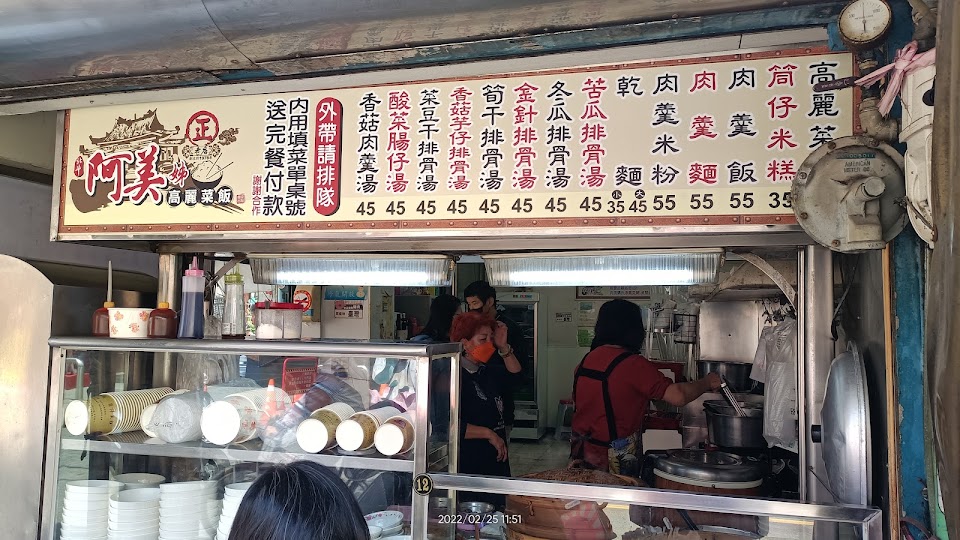 正
阿美姊
高麗菜飯
內用填菜單桌號
送完餐付款
謝謝合作
外帶請排隊
香菇肉羹湯 45
酸菜腸仔湯 45
菜豆干排骨湯 45
香菇芋仔排骨湯 45
筍干排骨湯 45
金針排骨湯 45
冬瓜排骨湯 45
苦瓜排骨湯 45
乾麵 小35 大45
肉羹米粉 55
肉羹麵 55
肉羹飯 55
筒仔米糕 35
高麗菜
12
2022/02/25 11:51